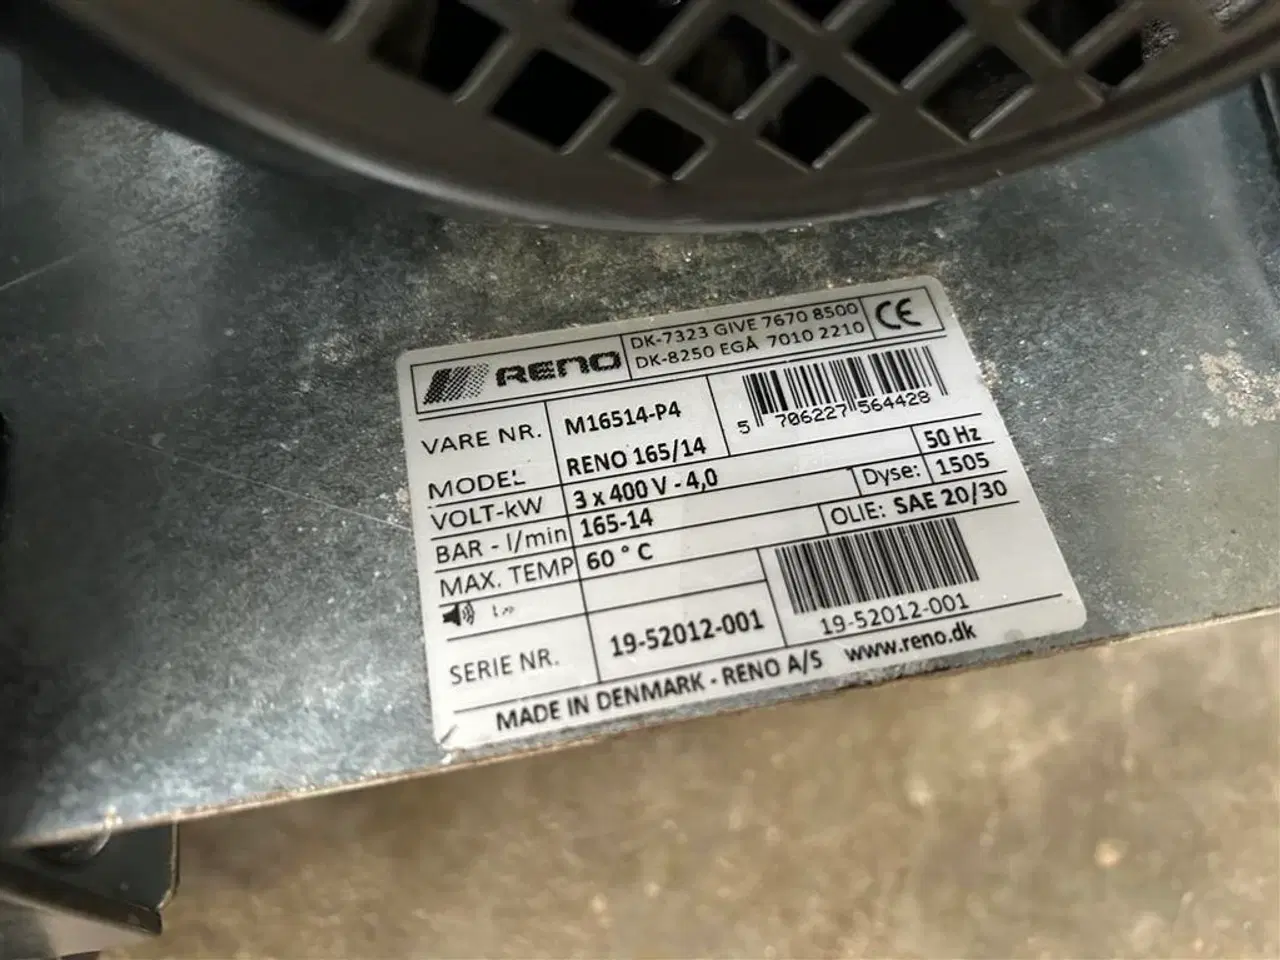 RENO
DK-7323 GIVE 7670 8500
DK-8250 EGÅ 7010 2210
CE
VARE NR. M16514-P4
5 706227 564428
MODEL RENO 165/14
VOLT-kW 3 x 400 V - 4,0 50 Hz
BAR - l/min 165-14 Dyse: 1505
MAX. TEMP 60 ° C OLIE: SAE 20/30
SERIE NR. 19-52012-001
19-52012-001
MADE IN DENMARK - RENO A/S www.reno.dk